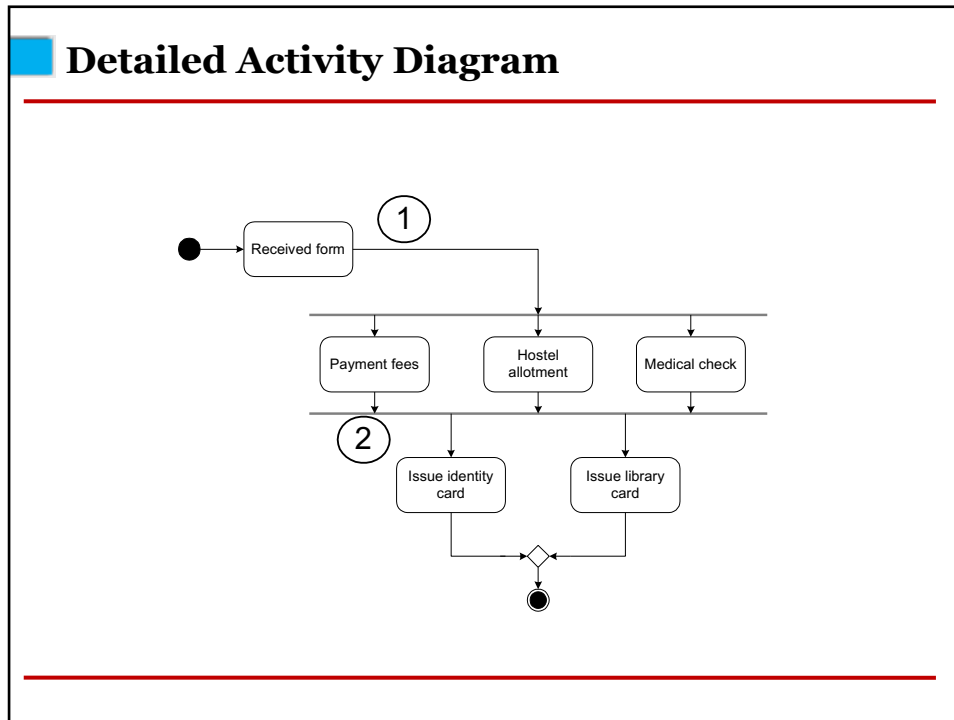 Detailed Activity Diagram
1
Received form
Payment fees
Hostel
allotment
Medical check
2
Issue identity
card
Issue library
card